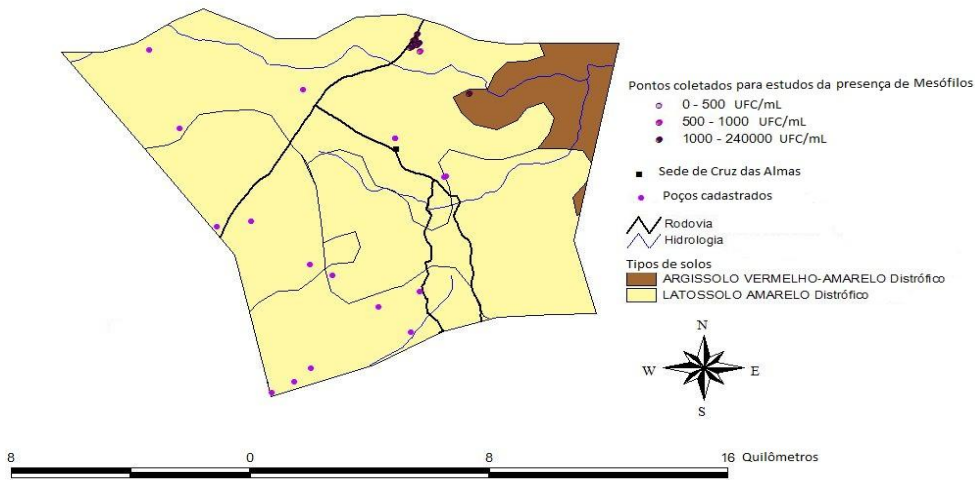 Pontos coletados para estudos da presença de Mesófilos
0 - 500 UFC/mL
500 - 1000 UFC/mL
1000 - 240000 UFC/mL
Sede de Cruz das Almas
Poços cadastrados
Rodovia
Hidrologia
Tipos de solos
ARGISSOLO VERMELHO-AMARELO Distrófico
LATOSSOLO AMARELO Distrófico
N
W E
S
8 0 8 16 Quilômetros